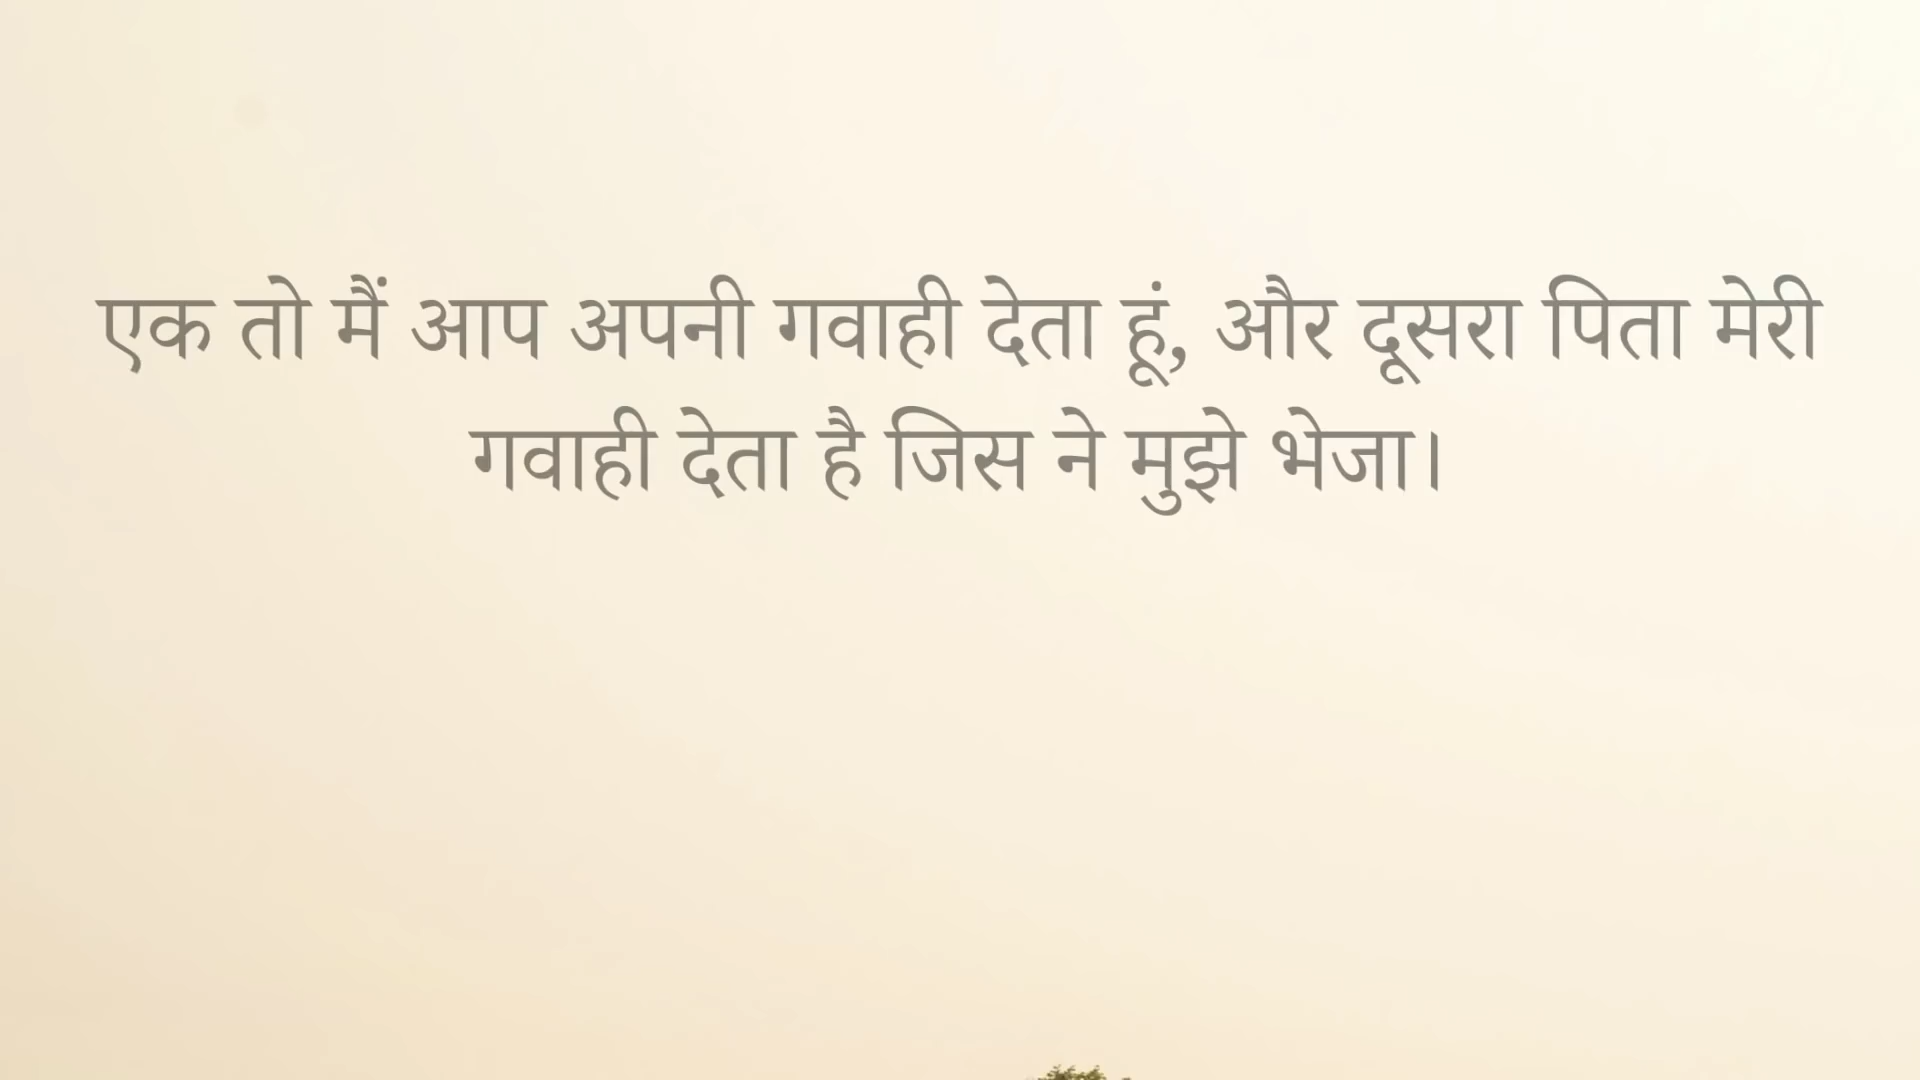 एक तो मैं आप अपनी गवाही देता हूं, और दूसरा पिता मेरी
गवाही देता है जिस ने मुझे भेजा।